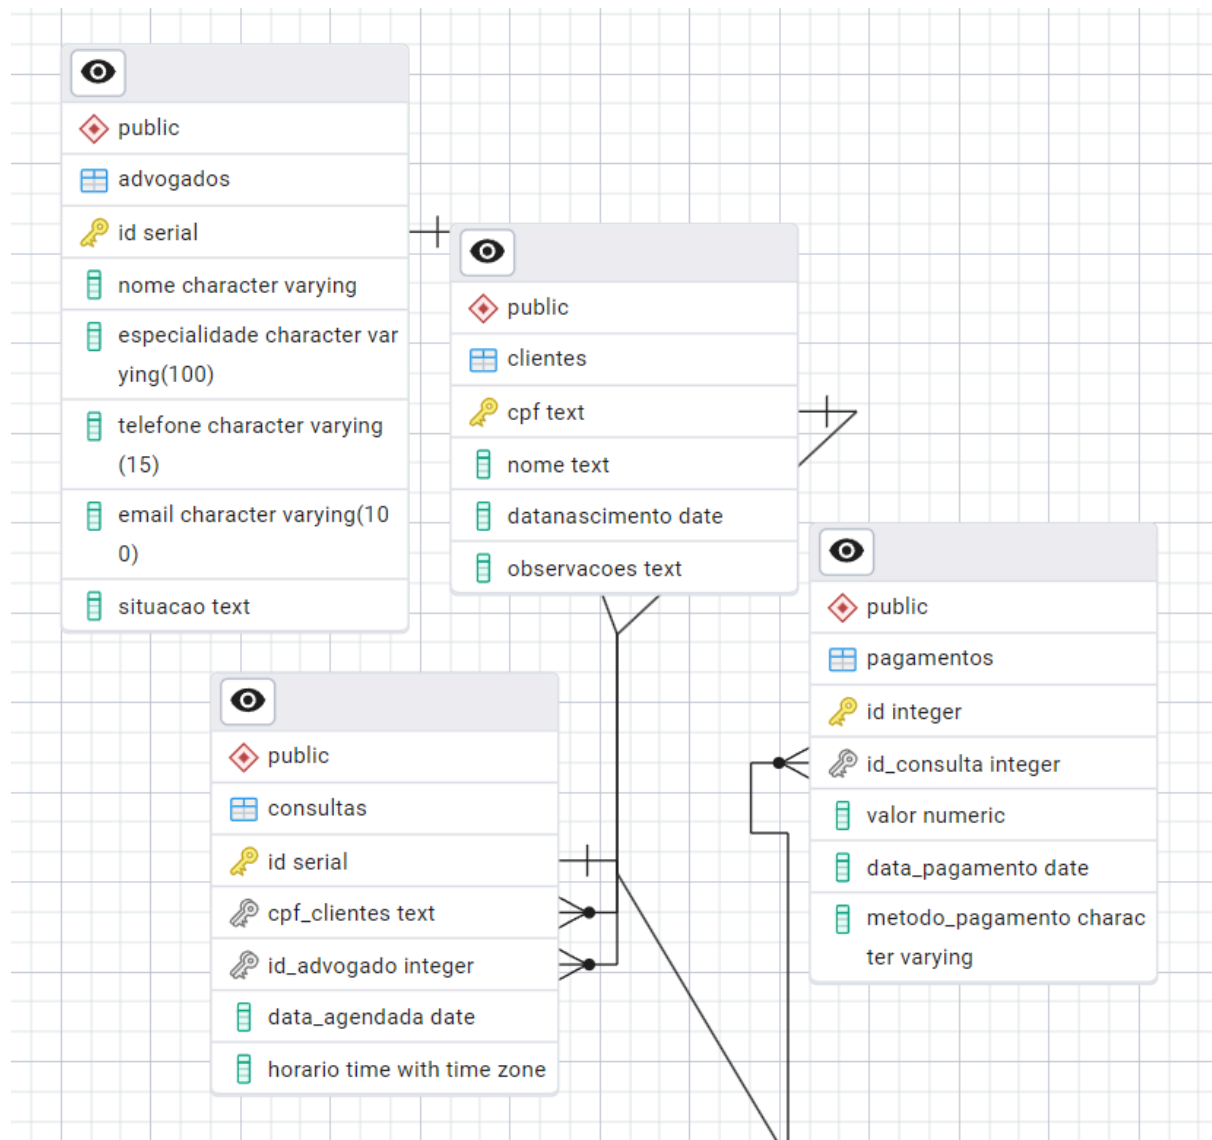 public
advogados
id serial
nome character varying
especialidade character var
ying(100)
telefone character varying
(15)
email character varying(10
0)
situacao text
public
clientes
cpf text
nome text
datanascimento date
observacoes text
public
pagamentos
id integer
id_consulta integer
valor numeric
data_pagamento date
metodo_pagamento charac
ter varying
public
consultas
id serial
cpf_clientes text
id_advogado integer
data_agendada date
horario time with time zone